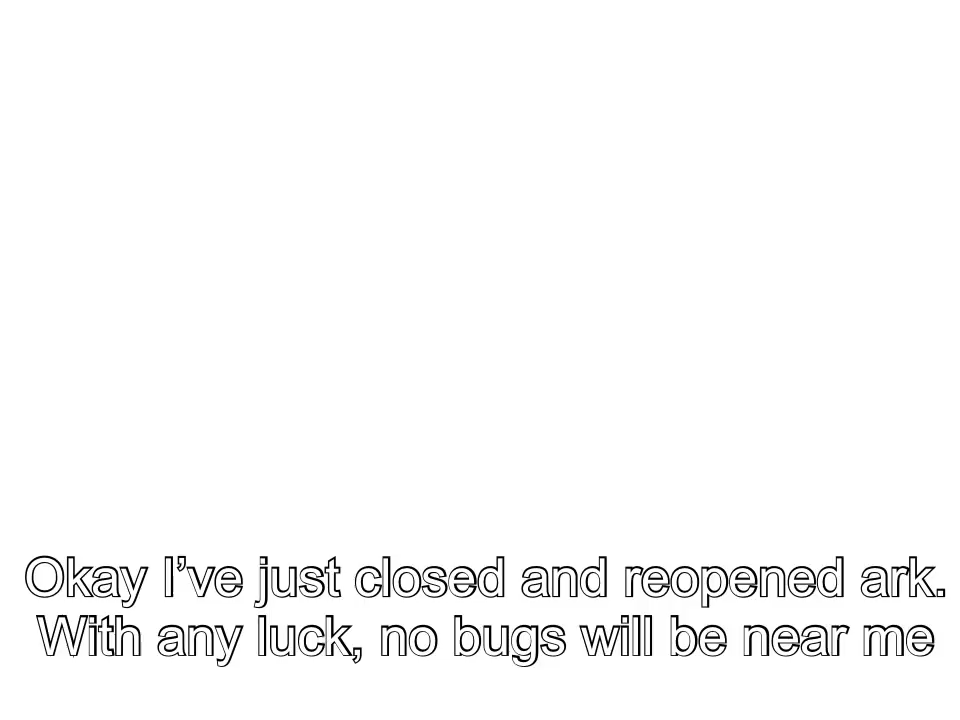 Okay I’ve just closed and reopened ark.
With any luck, no bugs will be near me